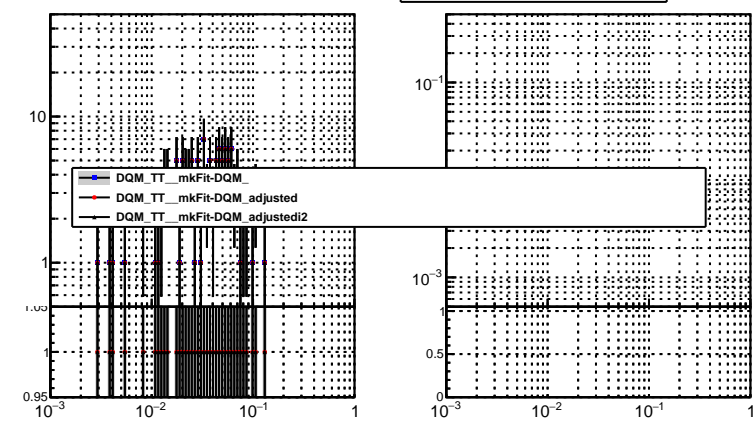 10
1
1.05
1
0.95
10⁻³ 10⁻² 10⁻¹ 1
DQM_TT__mkFit-DQM_
DQM_TT__mkFit-DQM_adjusted
DQM_TT__mkFit-DQM_adjustedi2
10⁻¹
10⁻³
1
0.5
0
10⁻³ 10⁻² 10⁻¹ 1